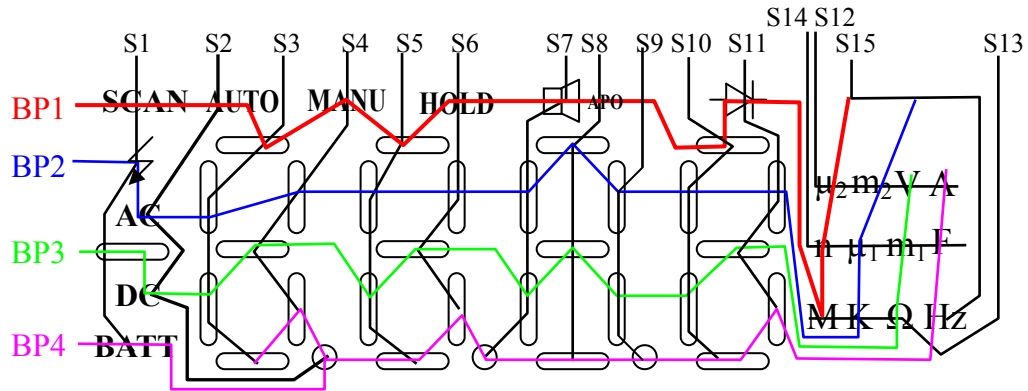 S14 S12
S1 S2 S3 S4 S5 S6 S7 S8 S9 S10 S11 S15 S13
BP1 SCAN AUTO MANU HOLD APO
BP2
μ2 m2 V A
AC
BP3 n μ1 m1 F
DC
M K Ω Hz
BP4 BATT